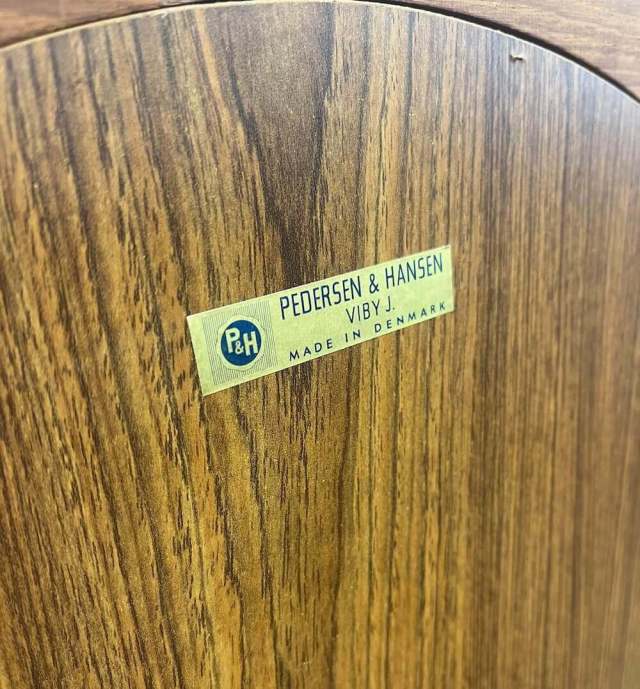 P&H
PEDERSEN & HANSEN
VIBY J.
MADE IN DENMARK